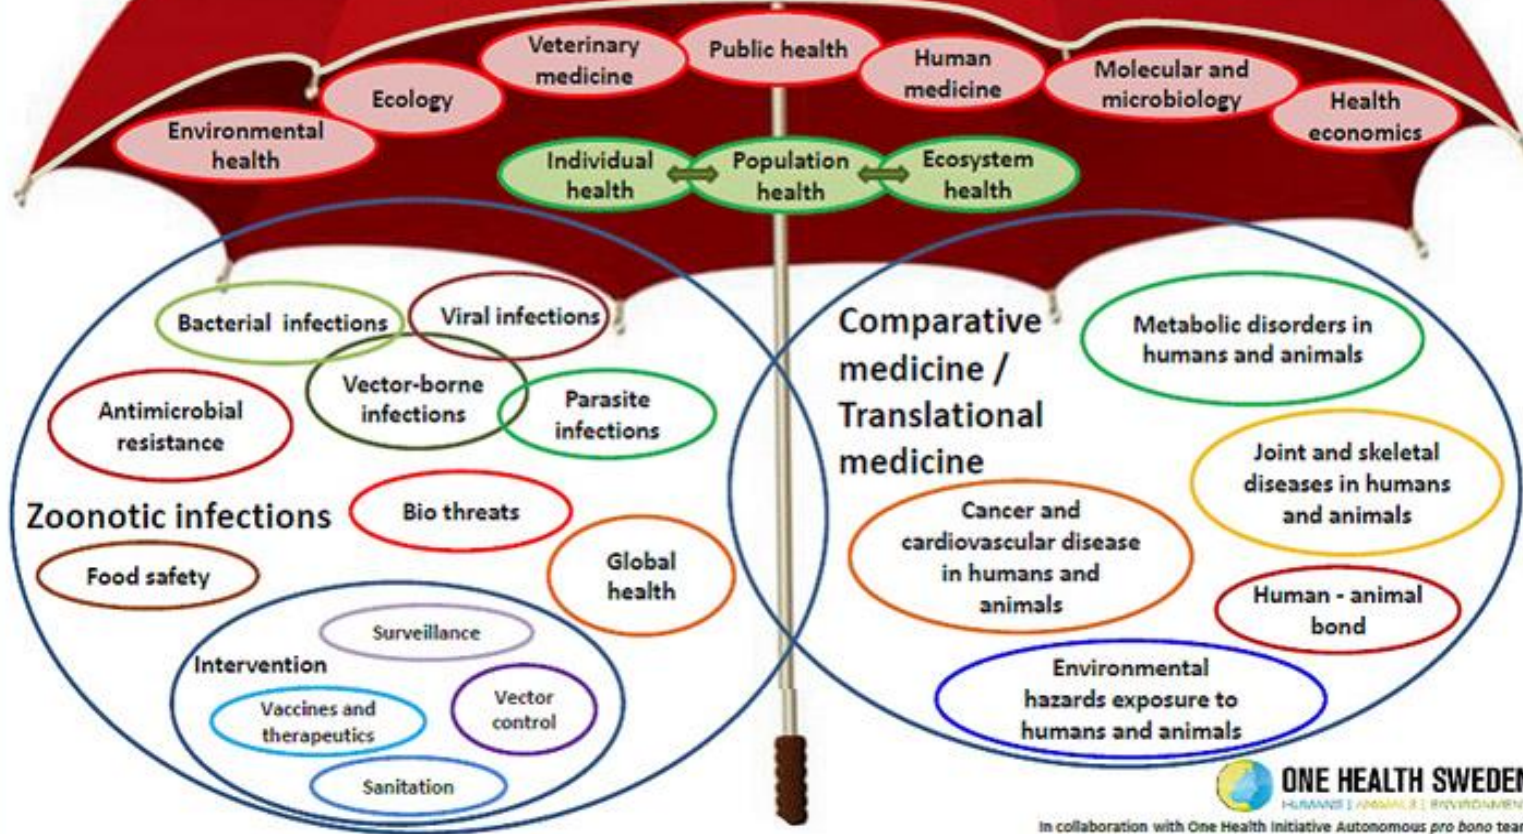 Veterinary
medicine
Public health
Human
medicine
Molecular and
microbiology
Ecology
Health
economics
Environmental
health
Individual
health
Population
health
Ecosystem
health
Bacterial infections
Viral infections
Vector-borne
infections
Parasite
infections
Antimicrobial
resistance
Zoonotic infections
Bio threats
Food safety
Global
health
Surveillance
Intervention
Vaccines and
therapeutics
Vector
control
Sanitation
Comparative
medicine /
Translational
medicine
Metabolic disorders in
humans and animals
Joint and skeletal
diseases in humans
and animals
Cancer and
cardiovascular disease
in humans and
animals
Human - animal
bond
Environmental
hazards exposure to
humans and animals
ONE HEALTH SWEDEN
HUMANS | ANIMALS | ENVIRONMENT
In collaboration with One Health Initiative Autonomous pro bono team